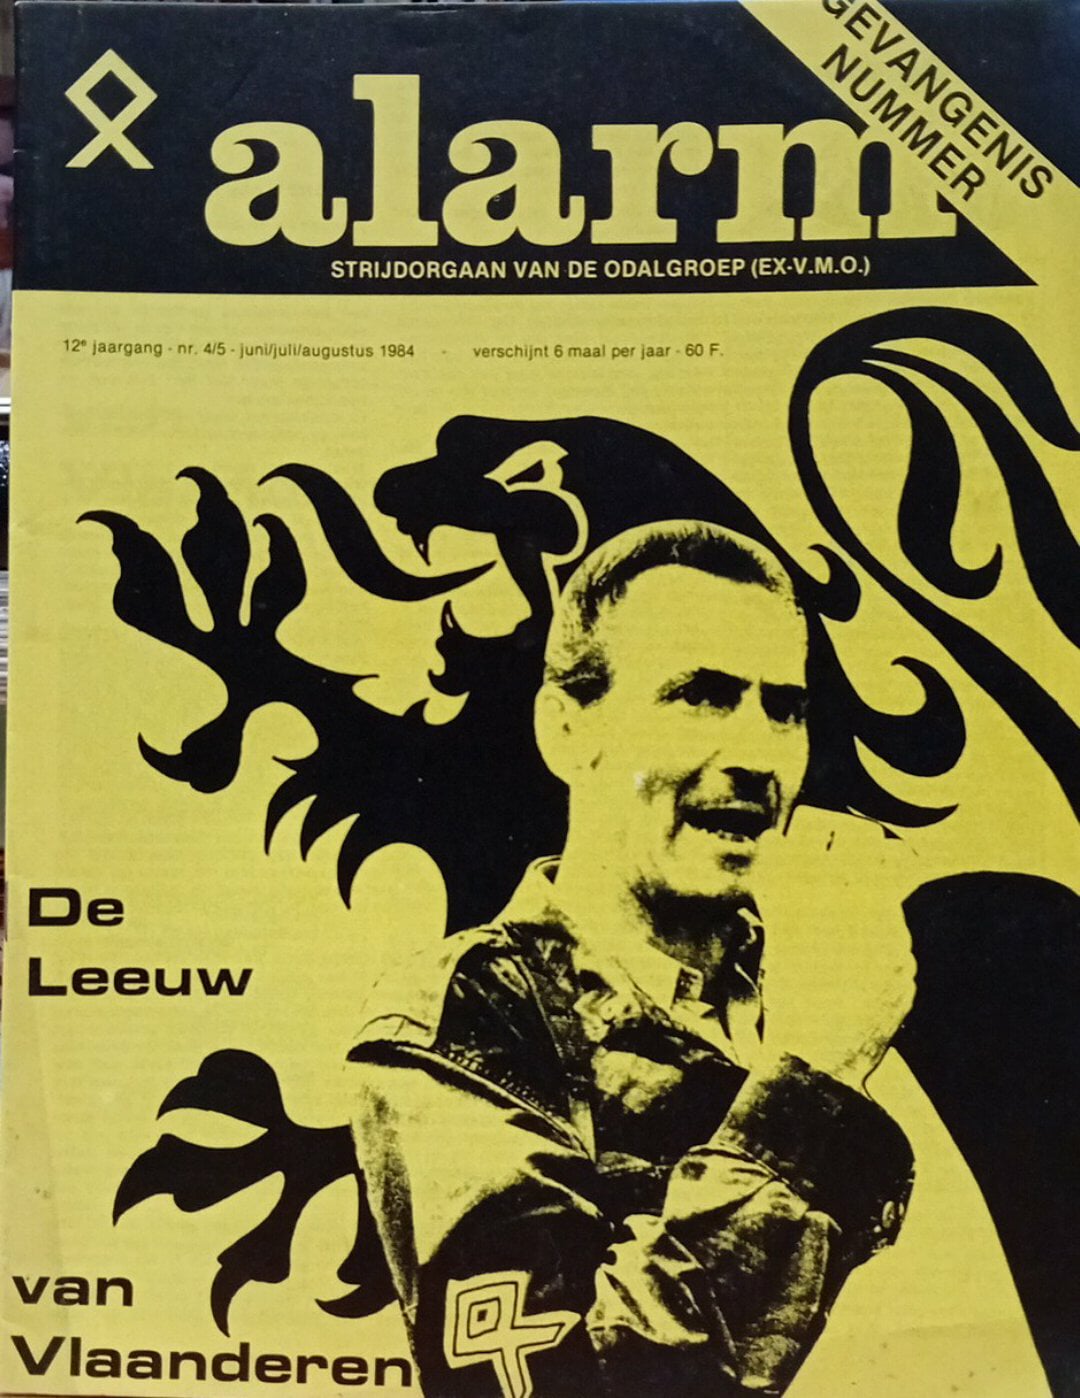 GEVANGENIS
NUMMER
alarm
STRIJDORGAAN VAN DE ODALGROEP (EX-V.M.O.)
12e jaargang - nr. 4/5 - juni/juli/augustus 1984 - verschijnt 6 maal per jaar - 60 F.
De
Leeuw
van
Vlaanderen